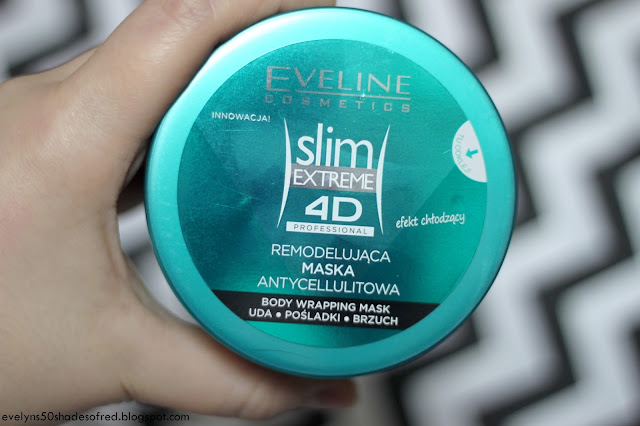 EVELINE
COSMETICS
INNOWACJA!
slim
EXTREME
4D
PROFESSIONAL
efekt chłodzący
REMODELUJĄCA
MASKA
ANTYCELLULITOWA
BODY WRAPPING MASK
UDA • POŚLADKI • BRZUCH
evelyns50shadesofred.blogspot.com